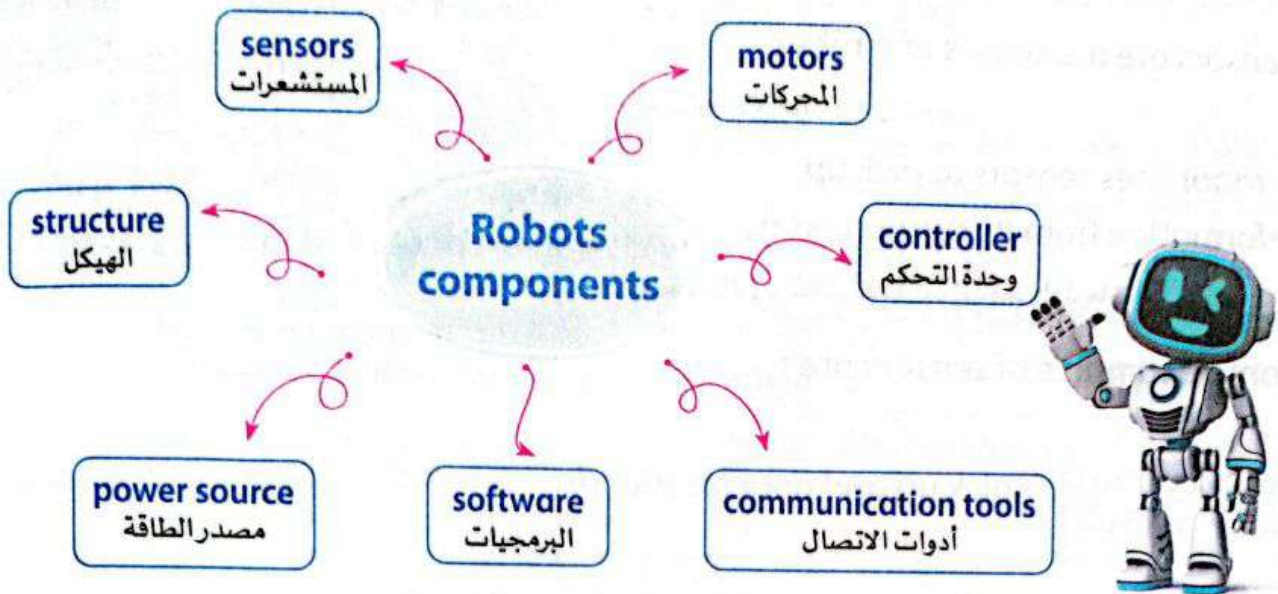 sensors
المستشعرات
motors
المحركات
structure
الهيكل
Robots
components
controller
وحدة التحكم
power source
مصدر الطاقة
software
البرمجيات
communication tools
أدوات الاتصال